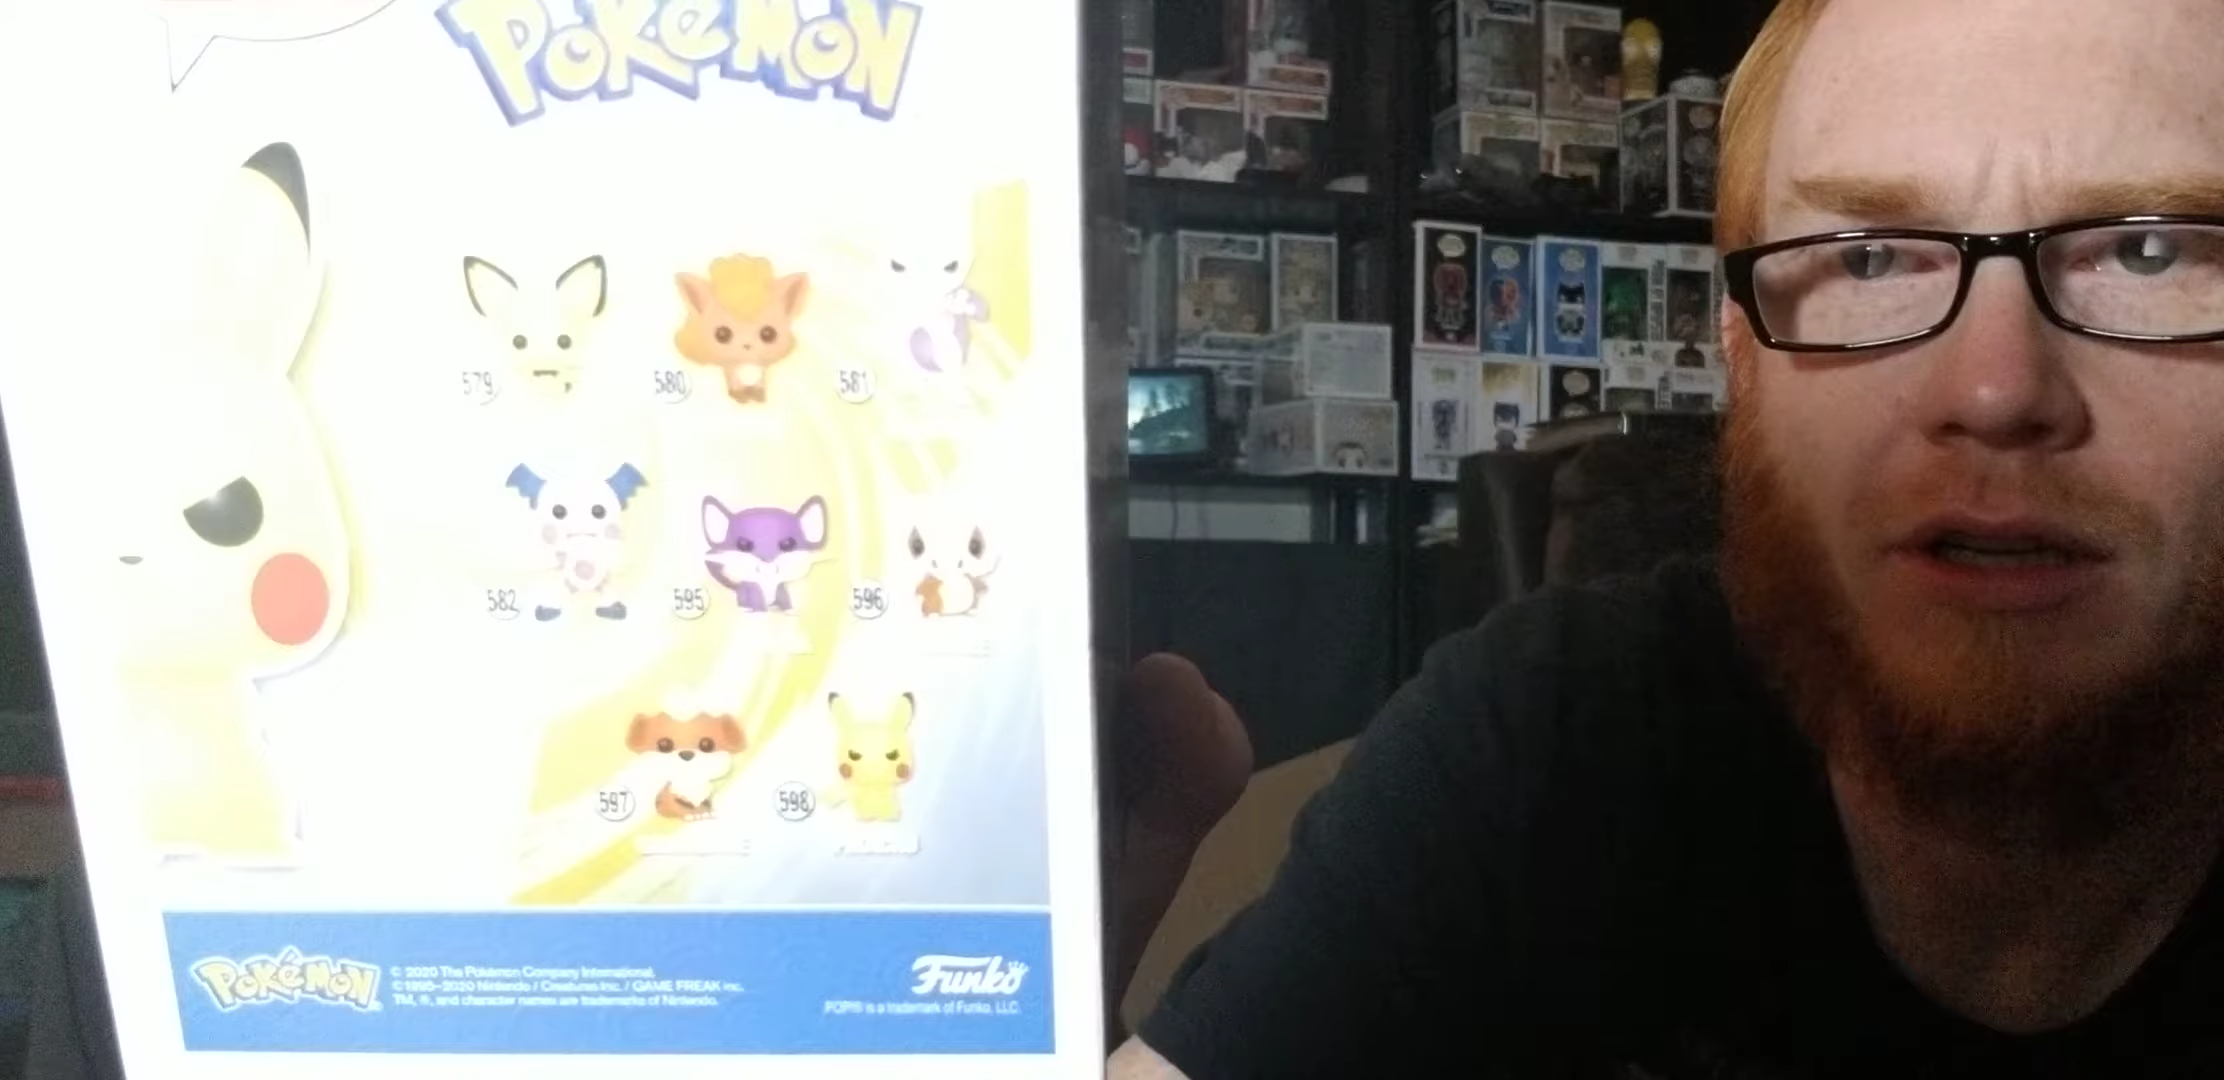 POKéMON
579
580
581
582
595
596
597
598
PIKACHU
POKéMON
© 2020 The Pokémon Company International.
©1995-2020 Nintendo / Creatures Inc. / GAME FREAK inc.
TM, ®, and character names are trademarks of Nintendo.
Funko
POP!® is a trademark of Funko, LLC.